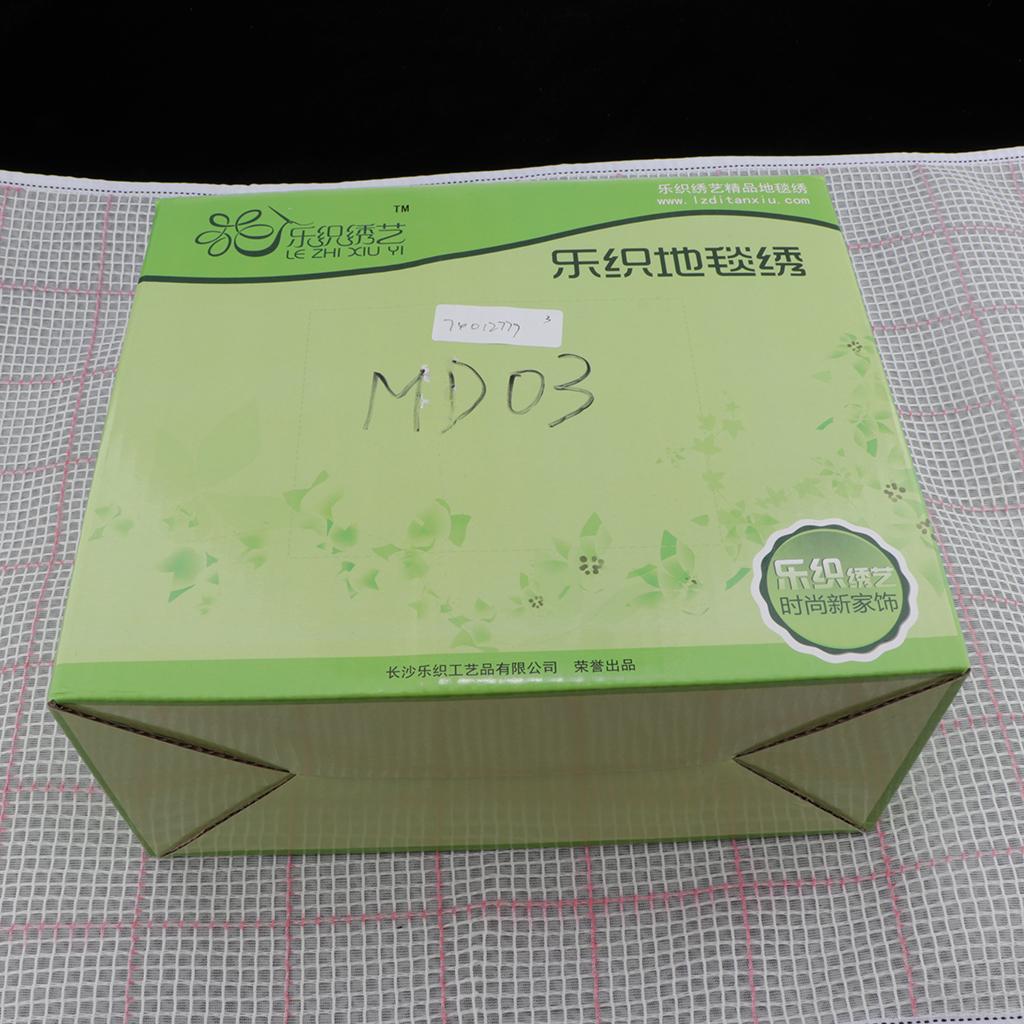 乐织绣艺精品地毯绣
www.lzditanxiu.com
乐织绣艺 TM
LE ZHI XIU YI
乐织地毯绣
74012777 3
MD03
乐织绣艺
时尚新家饰
长沙乐织工艺品有限公司 荣誉出品